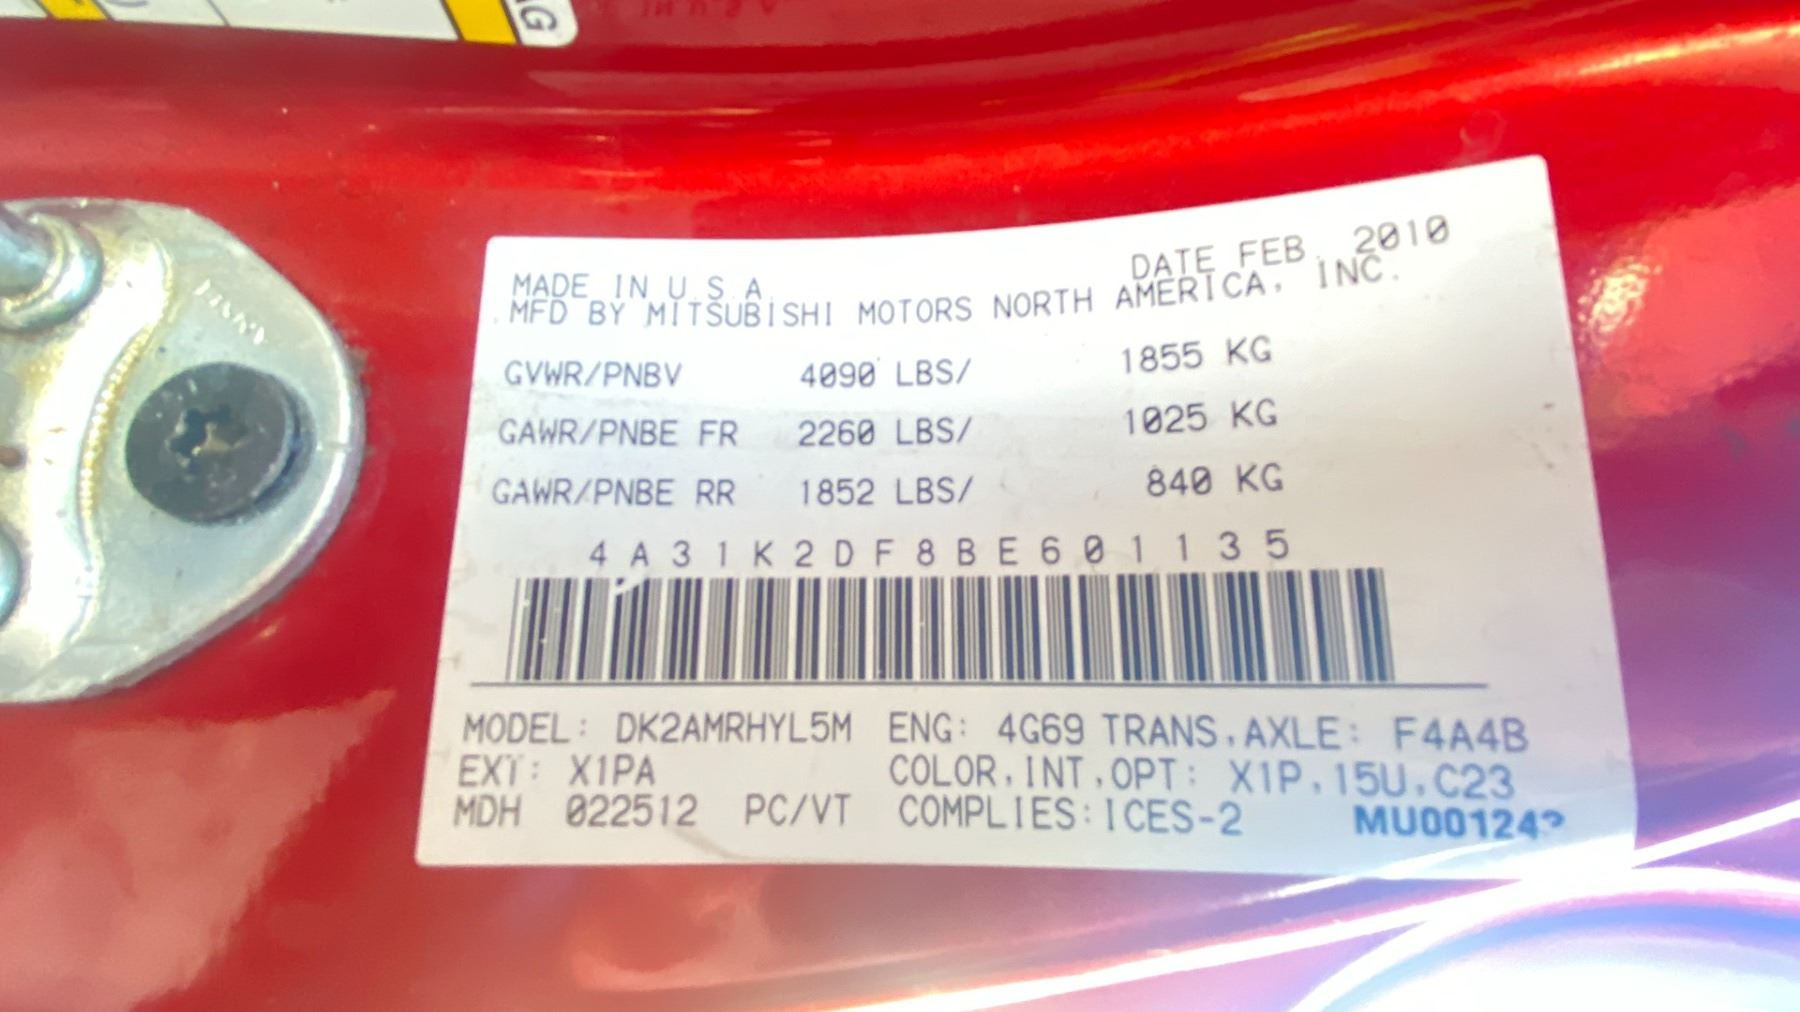 AG
DATE FEB. 2010
MADE IN U.S.A.
MFD BY MITSUBISHI MOTORS NORTH AMERICA, INC.
GVWR/PNBV 4090 LBS/ 1855 KG
GAWR/PNBE FR 2260 LBS/ 1025 KG
GAWR/PNBE RR 1852 LBS/ 840 KG
4A31K2DF8BE601135
MODEL: DK2AMRHYL5M ENG: 4G69 TRANS,AXLE: F4A4B
EXT: X1PA COLOR,INT,OPT: X1P,15U,C23
MDH 022512 PC/VT COMPLIES:ICES-2